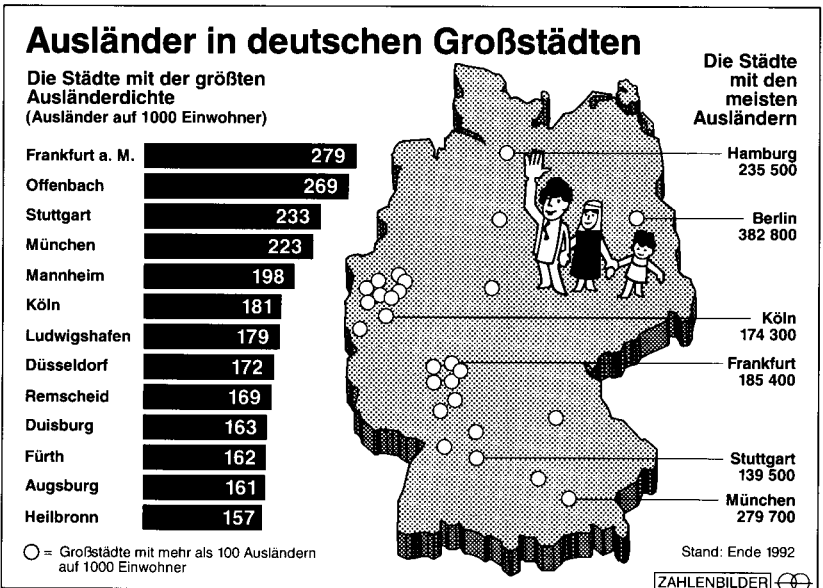 Ausländer in deutschen Großstädten
Die Städte mit der größten
Ausländerdichte
(Ausländer auf 1000 Einwohner)
Frankfurt a. M. 279
Offenbach 269
Stuttgart 233
München 223
Mannheim 198
Köln 181
Ludwigshafen 179
Düsseldorf 172
Remscheid 169
Duisburg 163
Fürth 162
Augsburg 161
Heilbronn 157
= Großstädte mit mehr als 100 Ausländern
auf 1000 Einwohner
Die Städte
mit den
meisten
Ausländern
Hamburg
235 500
Berlin
382 800
Köln
174 300
Frankfurt
185 400
Stuttgart
139 500
München
279 700
Stand: Ende 1992
ZAHLENBILDER